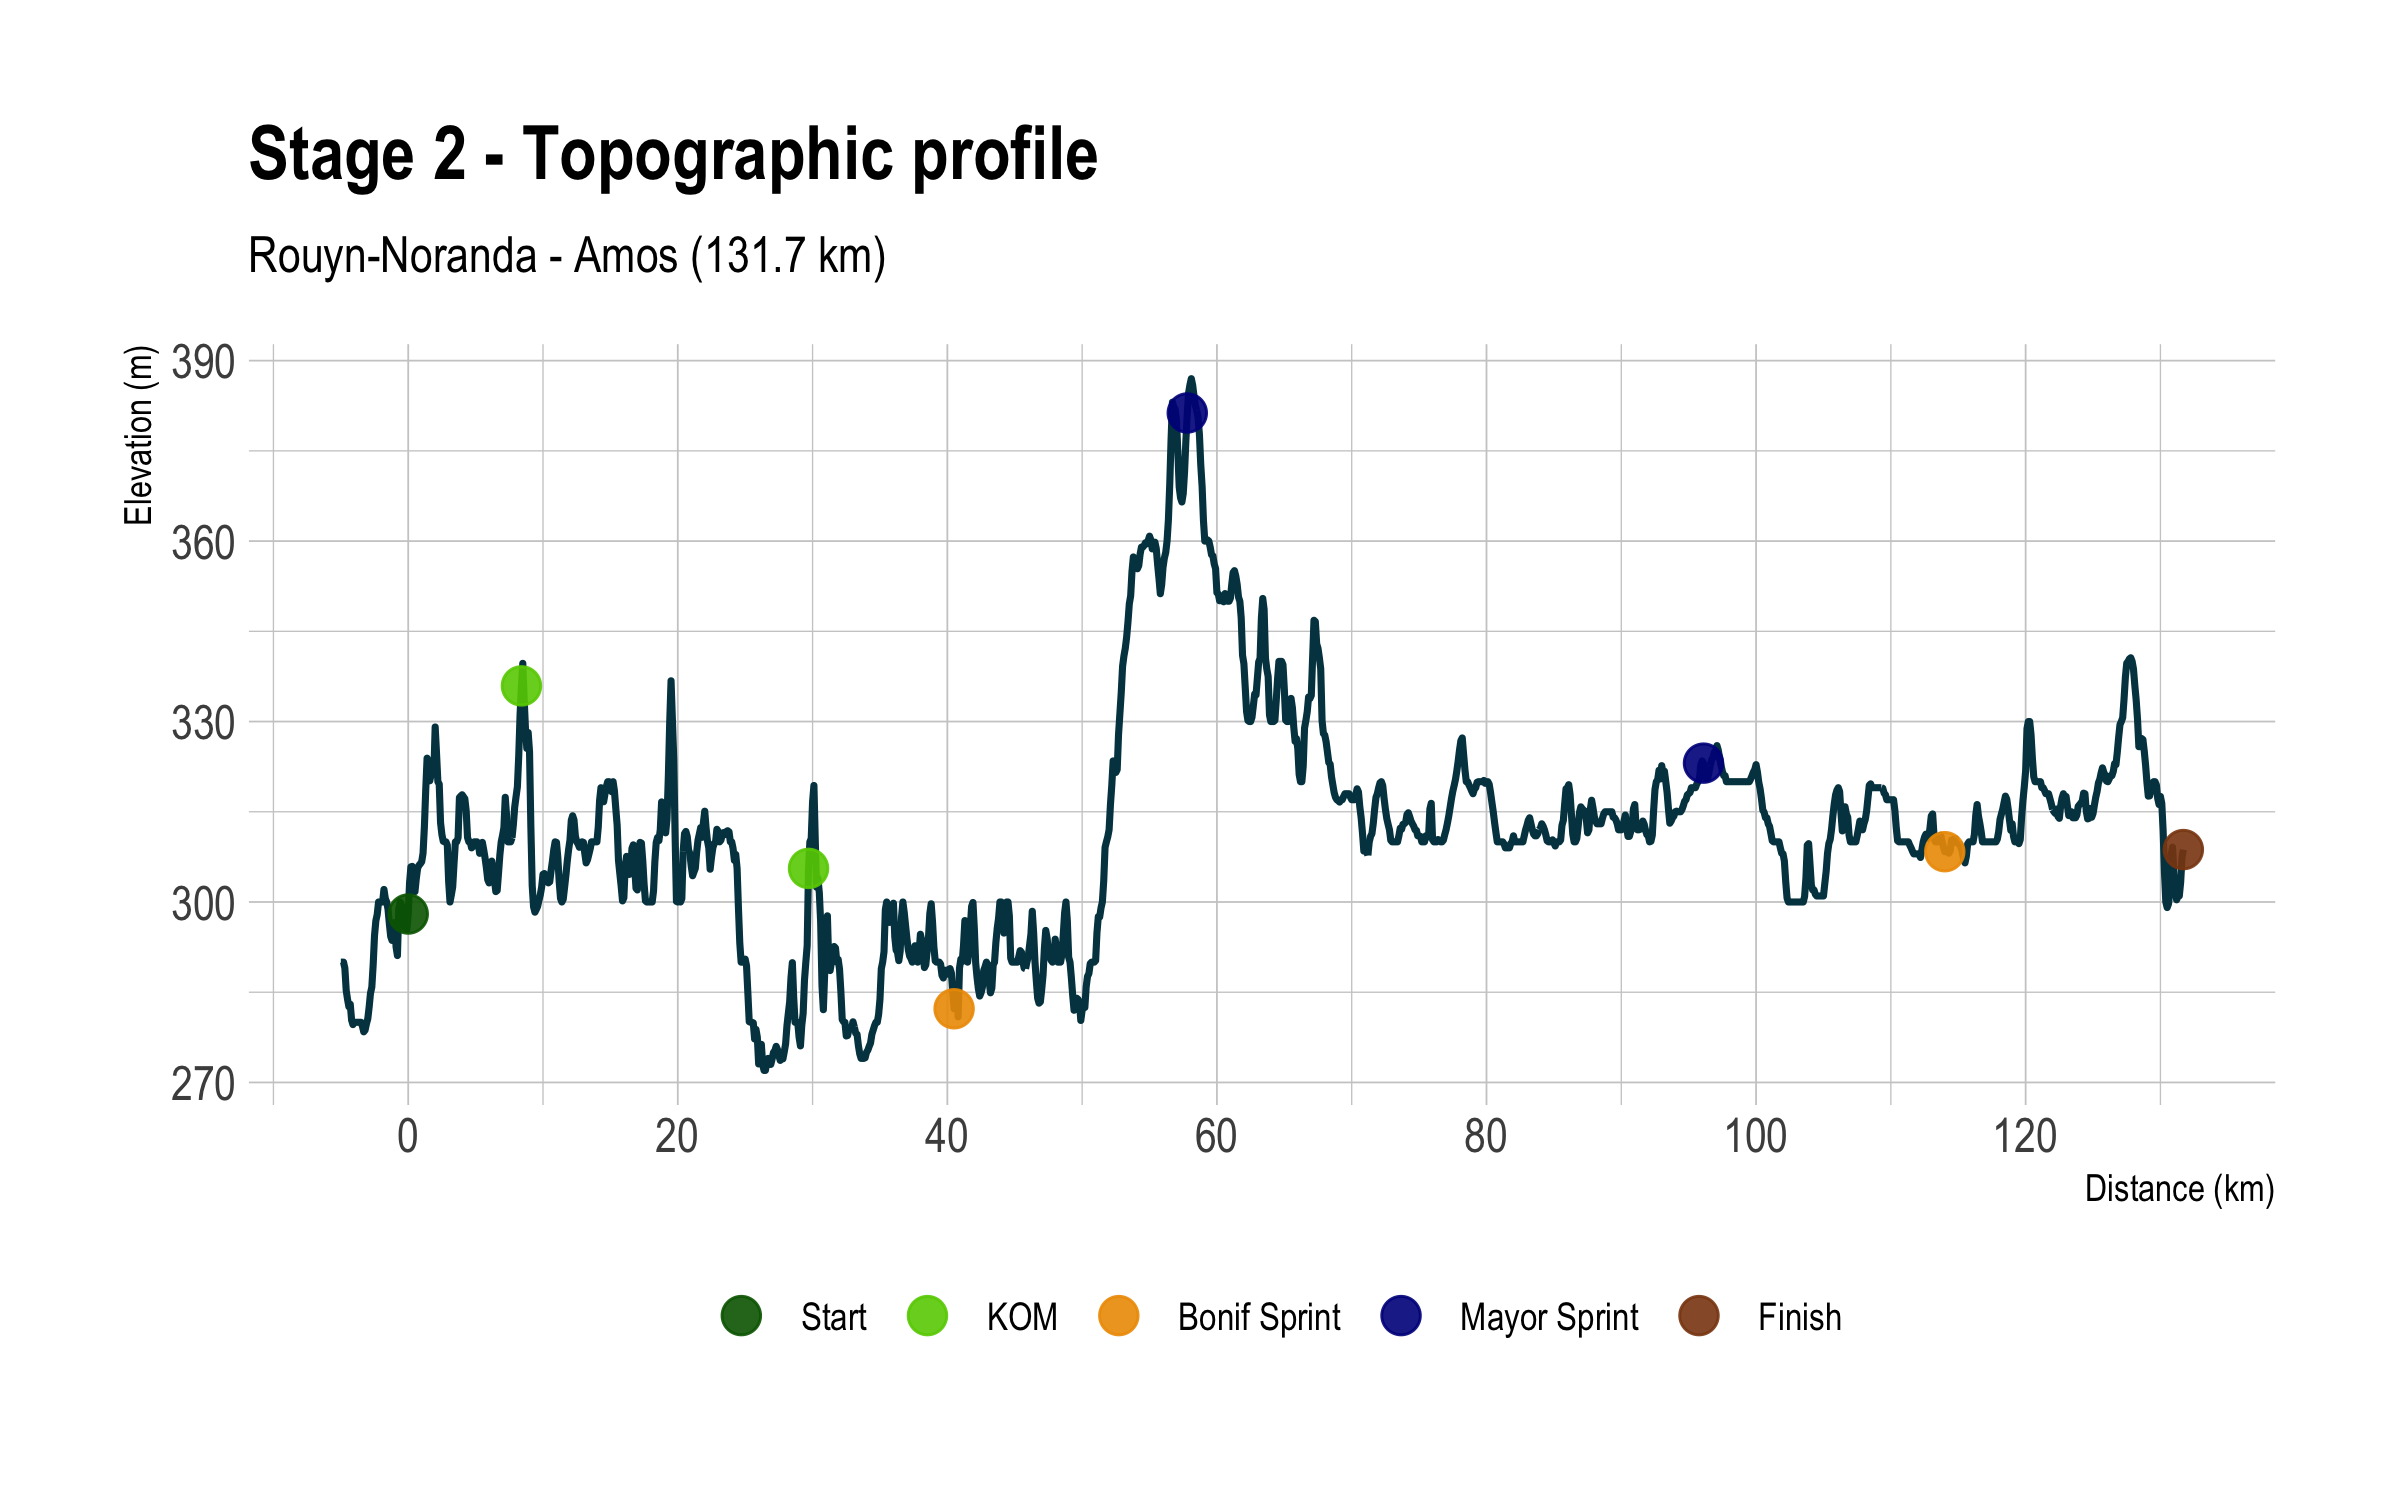 Stage 2 - Topographic profile
Rouyn-Noranda - Amos (131.7 km)
Elevation (m)
390
360
330
300
270
0 20 40 60 80 100 120
Distance (km)
Start KOM Bonif Sprint Mayor Sprint Finish